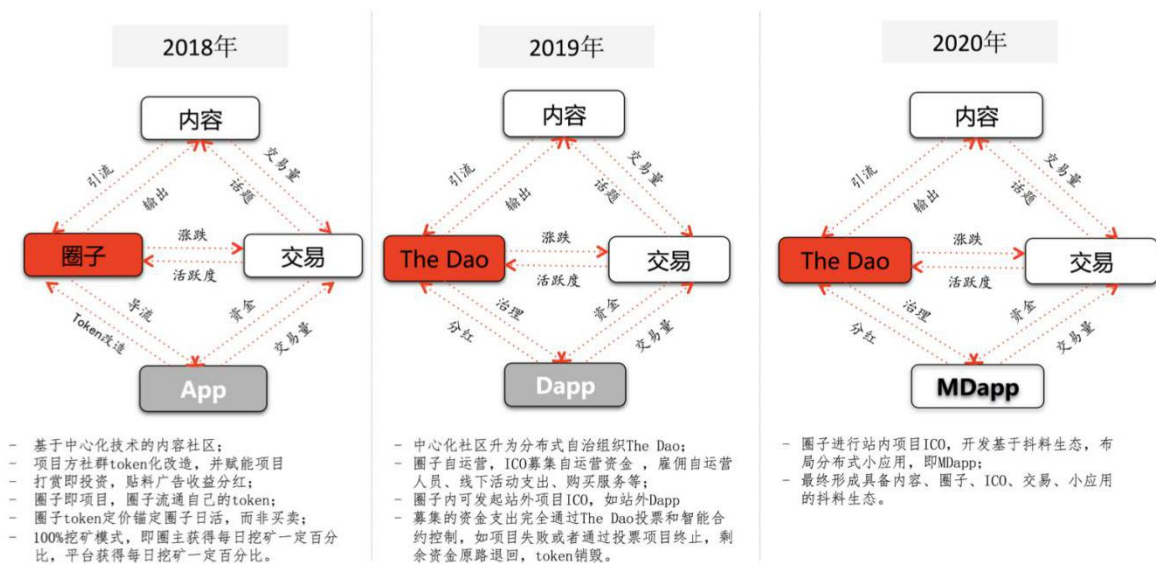 2018年
内容
引流
输出
话题
交易量
圈子
涨跌
活跃度
交易
Token改造
导流
资金
交易量
App
- 基于中心化技术的内容社区；
- 项目方社群token化改造，并赋能项目
- 打赏即投资，贴料广告收益分红；
- 圈子即项目，圈子流通自己的token；
- 圈子token定价锚定圈子日活，而非买卖；
- 100%挖矿模式，即圈主获得每日挖矿一定百分
比，平台获得每日挖矿一定百分比。
2019年
内容
引流
输出
话题
交易量
The Dao
涨跌
活跃度
交易
分红
治理
资金
交易量
Dapp
- 中心化社区升为分布式自治组织The Dao；
- 圈子自运营，ICO募集自运营资金 ，雇佣自运营
人员、线下活动支出、购买服务等；
- 圈子内可发起站外项目ICO，如站外Dapp
- 募集的资金支出完全通过The Dao投票和智能合
约控制，如项目失败或者通过投票项目终止，剩
余资金原路退回，token销毁。
2020年
内容
引流
输出
话题
交易量
The Dao
涨跌
活跃度
交易
分红
治理
资金
交易量
MDapp
- 圈子进行站内项目ICO，开发基于抖料生态，布
局分布式小应用，即MDapp；
- 最终形成具备内容、圈子、ICO、交易、小应用
的抖料生态。